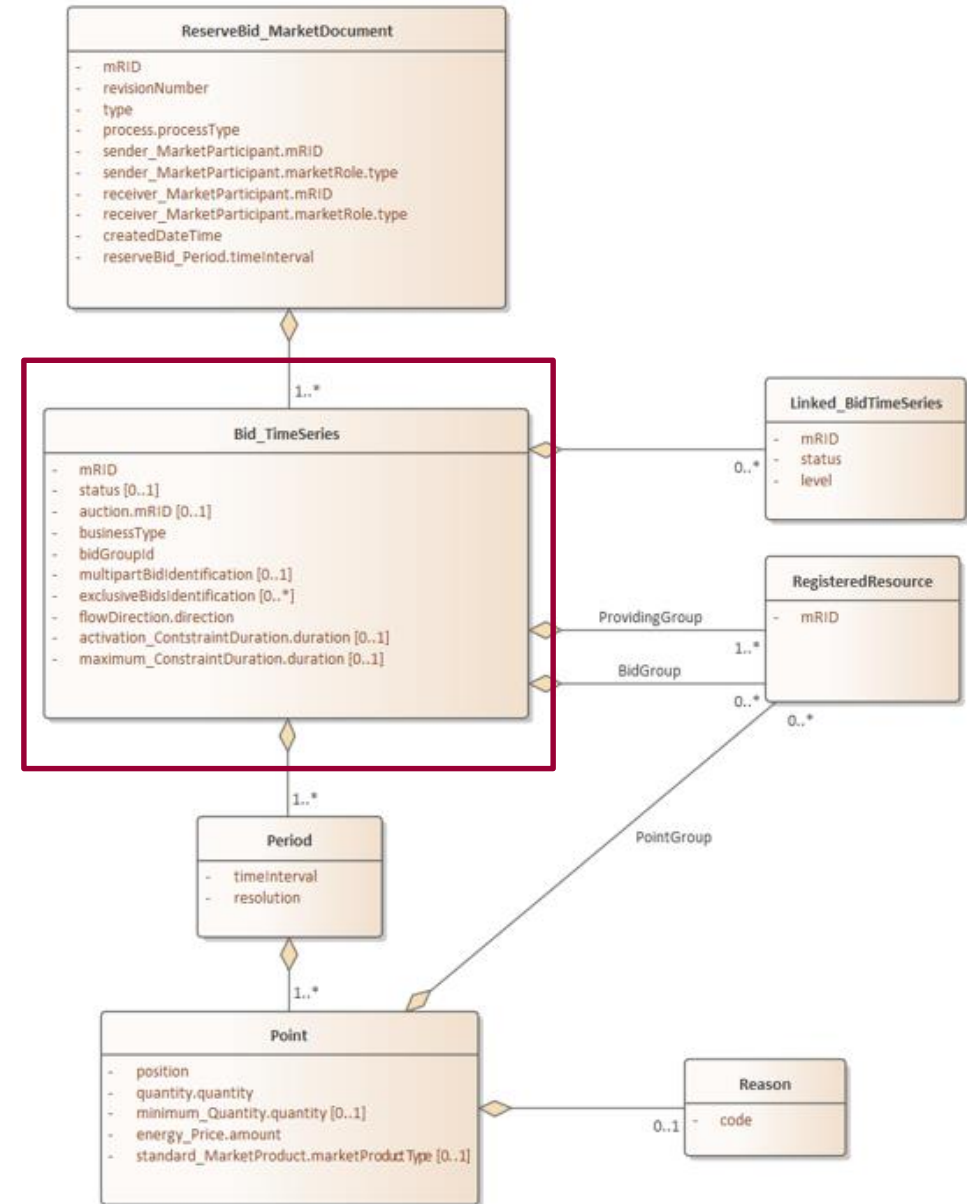 ReserveBid_MarketDocument
- mRID
- revisionNumber
- type
- process.processType
- sender_MarketParticipant.mRID
- sender_MarketParticipant.marketRole.type
- receiver_MarketParticipant.mRID
- receiver_MarketParticipant.marketRole.type
- createdDateTime
- reserveBid_Period.timeInterval
1..*
Bid_TimeSeries
- mRID
- status [0..1]
- auction.mRID [0..1]
- businessType
- bidGroupId
- multipartBidIdentification [0..1]
- exclusiveBidsIdentification [0..*]
- flowDirection.direction
- activation_ContstraintDuration.duration [0..1]
- maximum_ConstraintDuration.duration [0..1]
0..*
Linked_BidTimeSeries
- mRID
- status
- level
ProvidingGroup
1..*
BidGroup
0..*
RegisteredResource
- mRID
0..*
PointGroup
1..*
Period
- timeInterval
- resolution
1..*
Point
- position
- quantity.quantity
- minimum_Quantity.quantity [0..1]
- energy_Price.amount
- standard_MarketProduct.marketProductType [0..1]
0..1
Reason
- code